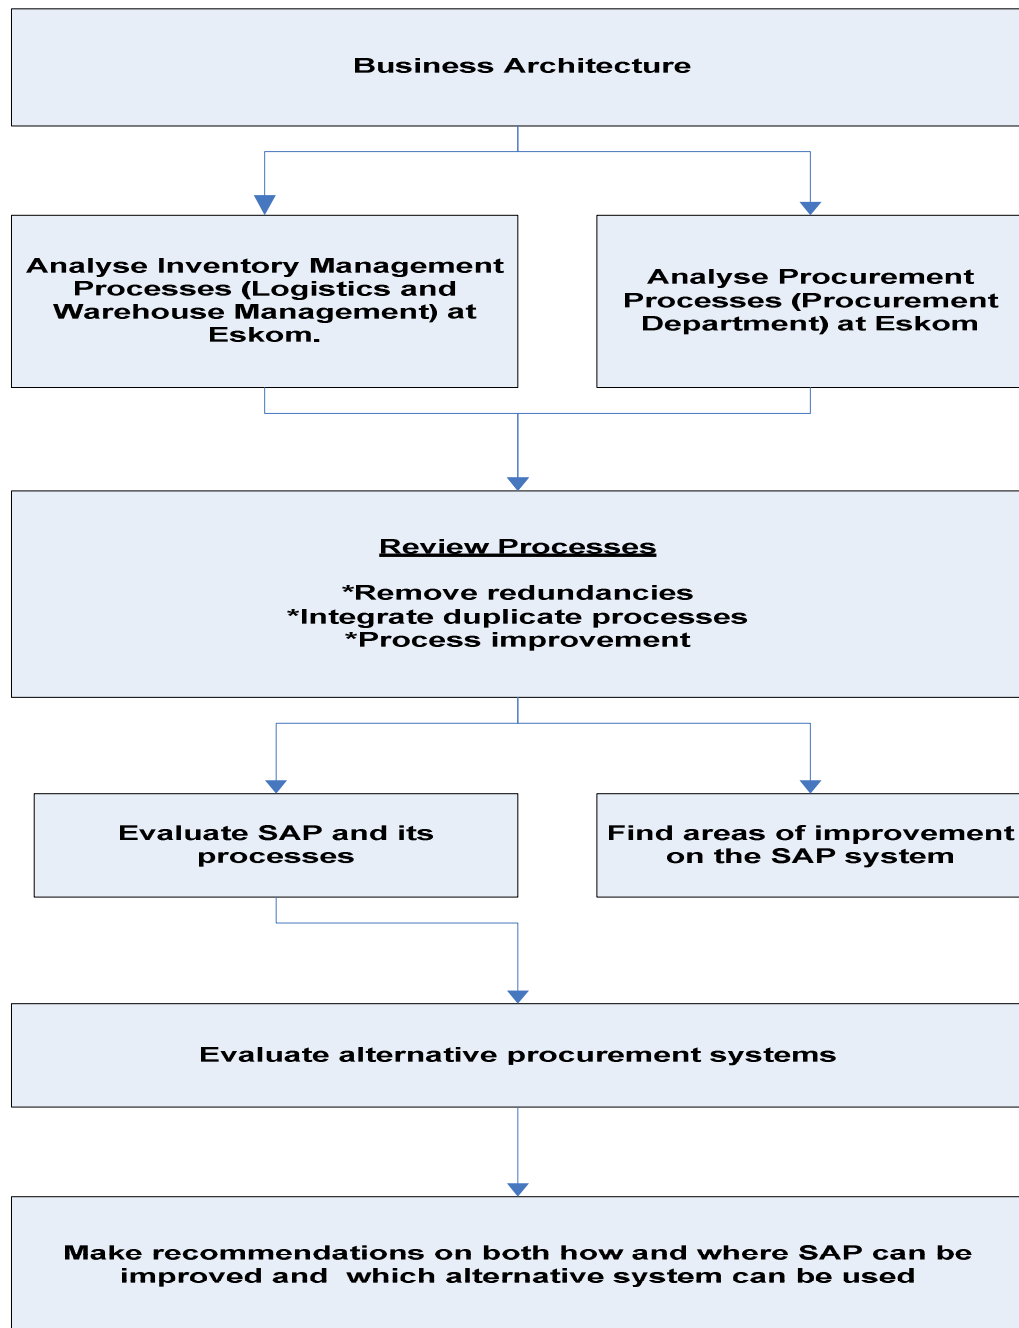 Business Architecture
Analyse Inventory Management
Processes (Logistics and
Warehouse Management) at
Eskom.
Analyse Procurement
Processes (Procurement
Department) at Eskom
Review Processes
*Remove redundancies
*Integrate duplicate processes
*Process improvement
Evaluate SAP and its
processes
Find areas of improvement
on the SAP system
Evaluate alternative procurement systems
Make recommendations on both how and where SAP can be
improved and  which alternative system can be used